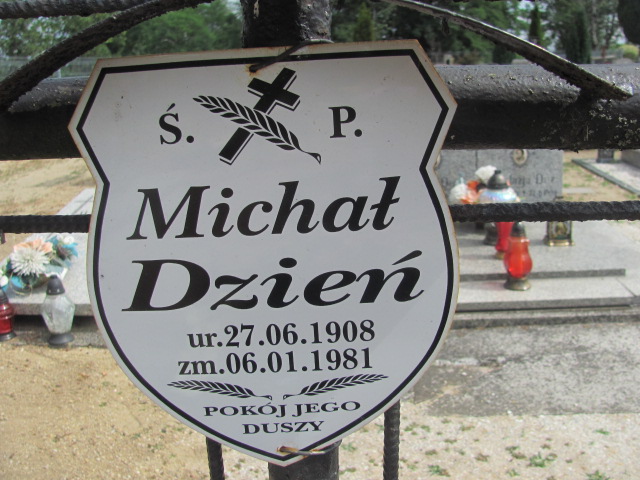 Ś. P.
Michał
Dzień
ur.27.06.1908
zm.06.01.1981
POKÓJ JEGO
DUSZY